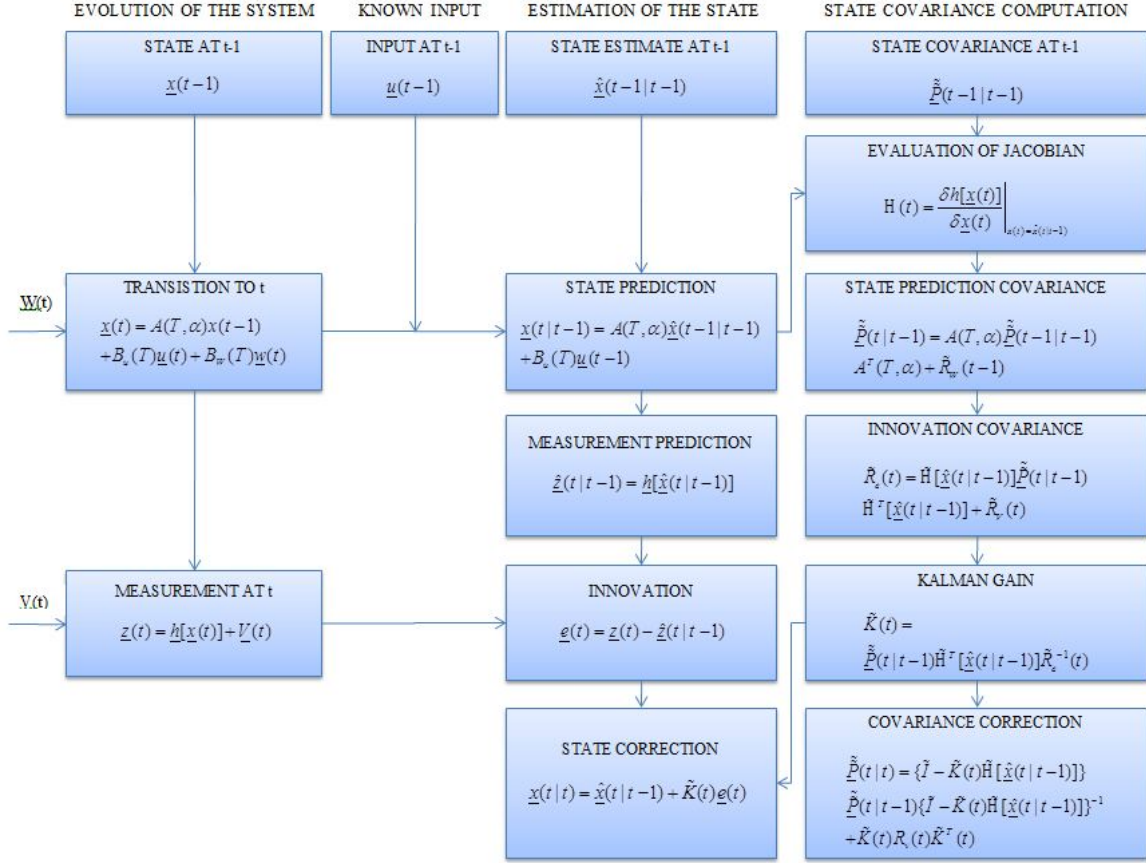 EVOLUTION OF THE SYSTEM
KNOWN INPUT
ESTIMATION OF THE STATE
STATE COVARIANCE COMPUTATION
STATE AT t-1
x(t−1)
INPUT AT t-1
u(t−1)
STATE ESTIMATE AT t-1
x̂(t−1|t−1)
STATE COVARIANCE AT t-1
P̃(t−1|t−1)
EVALUATION OF JACOBIAN
H(t) = δh[x(t)] / δx(t) |x(t)=x̂(t|t−1)
W(t)
TRANSISTION TO t
x(t) = A(T,α)x(t−1)
+B_u(T)u(t)+B_w(T)w(t)
STATE PREDICTION
x(t|t−1) = A(T,α)x̂(t−1|t−1)
+B_u(T)u(t−1)
STATE PREDICTION COVARIANCE
P̃(t|t−1) = A(T,α)P̃(t−1|t−1)
A^T(T,α)+R̃_w(t−1)
MEASUREMENT PREDICTION
ẑ(t|t−1) = h[x̂(t|t−1)]
INNOVATION COVARIANCE
R̃_e(t) = H̃[x̂(t|t−1)]P̃(t|t−1)
H̃^T[x̂(t|t−1)]+R̃_v(t)
V(t)
MEASUREMENT AT t
z(t) = h[x(t)]+V(t)
INNOVATION
e(t) = z(t)−ẑ(t|t−1)
KALMAN GAIN
K̃(t) =
P̃(t|t−1)H̃^T[x̂(t|t−1)]R̃_e^−1(t)
STATE CORRECTION
x(t|t) = x̂(t|t−1)+K̃(t)e(t)
COVARIANCE CORRECTION
P̃(t|t) = {Ĩ−K̃(t)H̃[x̂(t|t−1)]}
P̃(t|t−1){Ĩ−K̃(t)H̃[x̂(t|t−1)]}^−1
+K̃(t)R_v(t)K̃^T(t)